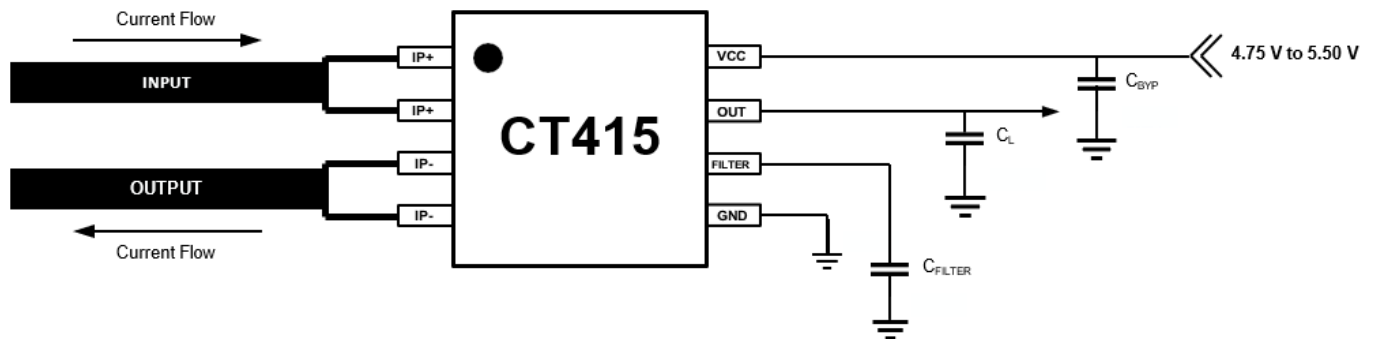 Current Flow
INPUT
OUTPUT
Current Flow
IP+
IP+
IP-
IP-
CT415
VCC
OUT
FILTER
GND
4.75 V to 5.50 V
CBYP
CL
CFILTER